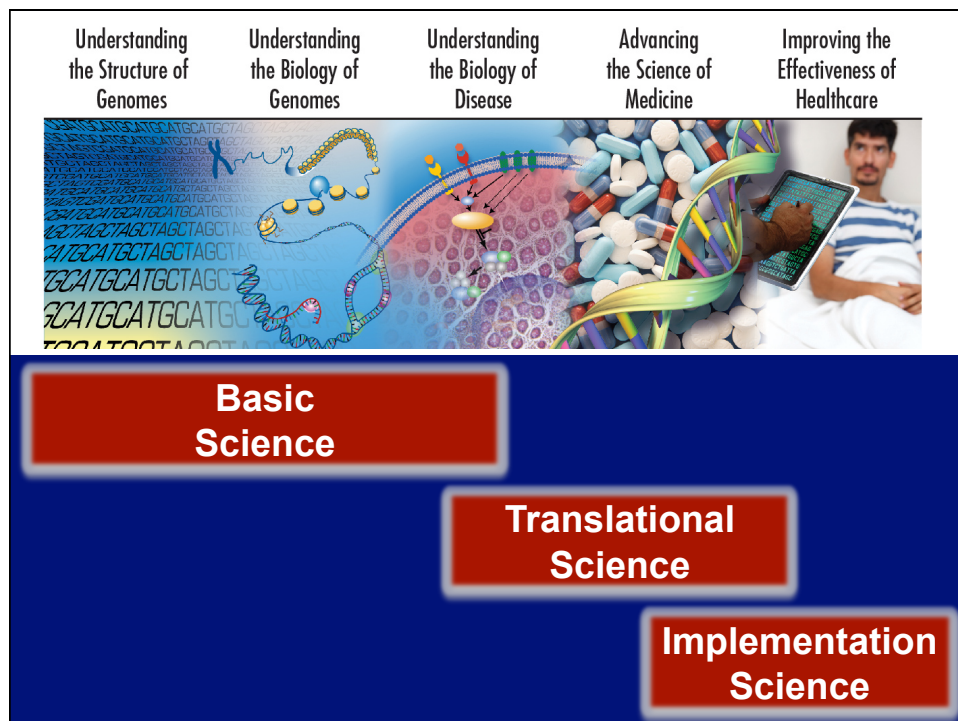 Understanding
the Structure of
Genomes
Understanding
the Biology of
Genomes
Understanding
the Biology of
Disease
Advancing
the Science of
Medicine
Improving the
Effectiveness of
Healthcare
Basic
Science
Translational
Science
Implementation
Science